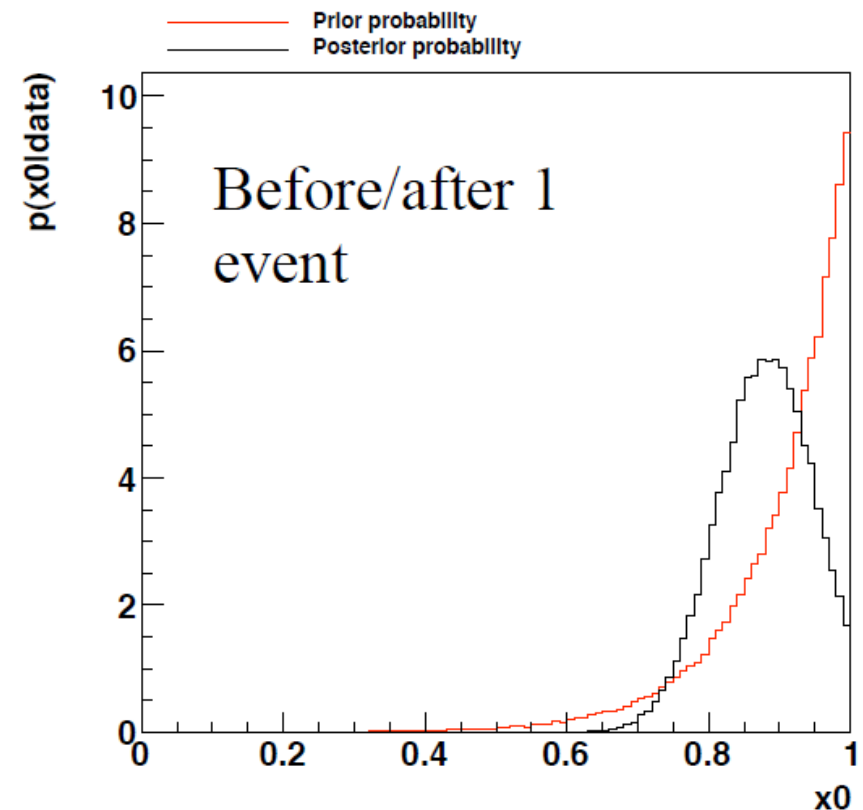 Prior probability
Posterior probability
p(x0|data)
10
8
6
4
2
0
Before/after 1
event
0 0.2 0.4 0.6 0.8 1
x0